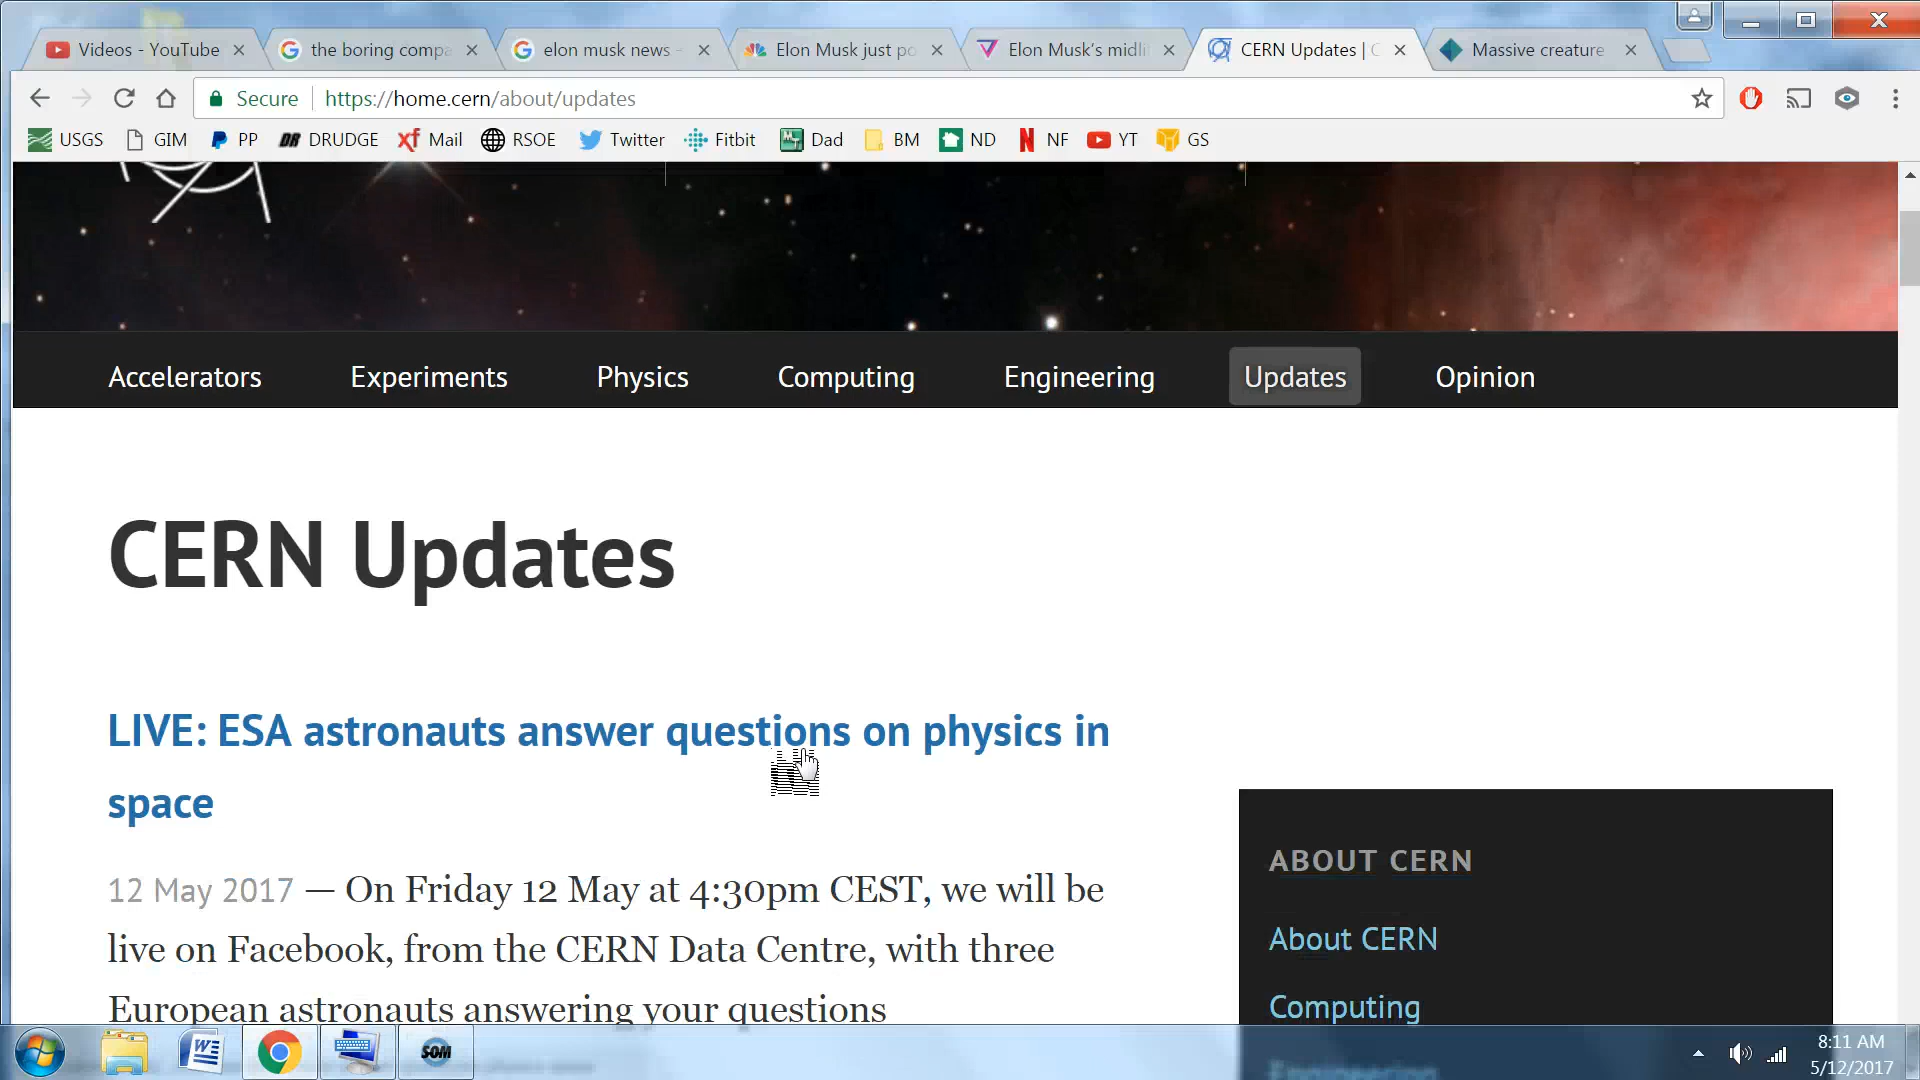 Videos - YouTube
the boring compa
elon musk news -
Elon Musk just po
Elon Musk's midli
CERN Updates | C
Massive creature
Secure
https://home.cern/about/updates
USGS
GIM
PP
DRUDGE
Mail
RSOE
Twitter
Fitbit
Dad
BM
ND
NF
YT
GS
Accelerators
Experiments
Physics
Computing
Engineering
Updates
Opinion
CERN Updates
LIVE: ESA astronauts answer questions on physics in
space
12 May 2017 — On Friday 12 May at 4:30pm CEST, we will be
live on Facebook, from the CERN Data Centre, with three
European astronauts answering your questions
ABOUT CERN
About CERN
Computing
Engineering
SOM
8:11 AM
5/12/2017